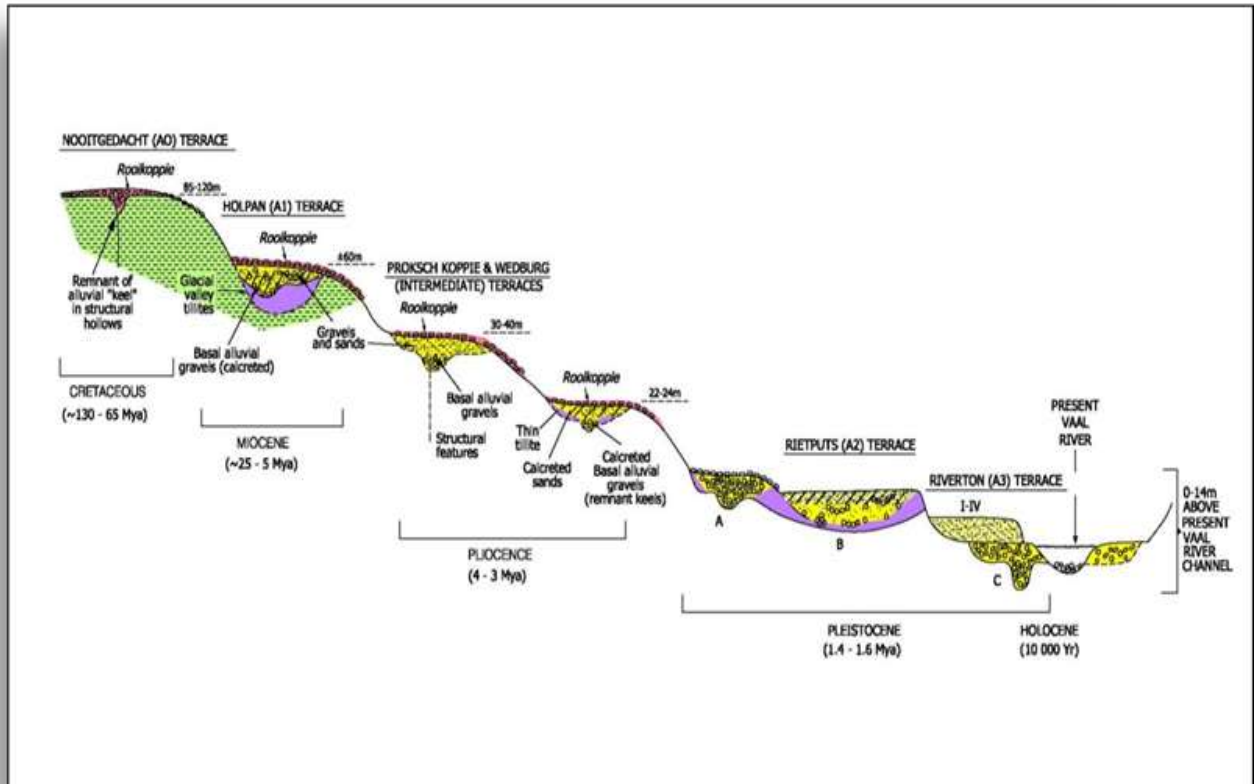 NOOITGEDACHT (AO) TERRACE
Rooikoppie
85-120m
Remnant of
alluvial "keel"
in structural
hollows
CRETACEOUS
(~130 - 65 Mya)
HOLPAN (A1) TERRACE
Rooikoppie
±60m
Glacial
valley
tillites
Gravels
and sands
Basal alluvial
gravels (calcreted)
MIOCENE
(~25 - 5 Mya)
PROKSCH KOPPIE & WEDBURG
(INTERMEDIATE) TERRACES
Rooikoppie
30-40m
Basal alluvial
gravels
Structural
features
Rooikoppie
22-24m
Thin
tillite
Calcreted
sands
Calcreted
Basal alluvial
gravels
(remnant keels)
PLIOCENCE
(4 - 3 Mya)
RIETPUTS (A2) TERRACE
A
B
RIVERTON (A3) TERRACE
I-IV
C
PRESENT
VAAL
RIVER
0-14m
ABOVE
PRESENT
VAAL
RIVER
CHANNEL
PLEISTOCENE
(1.4 - 1.6 Mya)
HOLOCENE
(10 000 Yr)